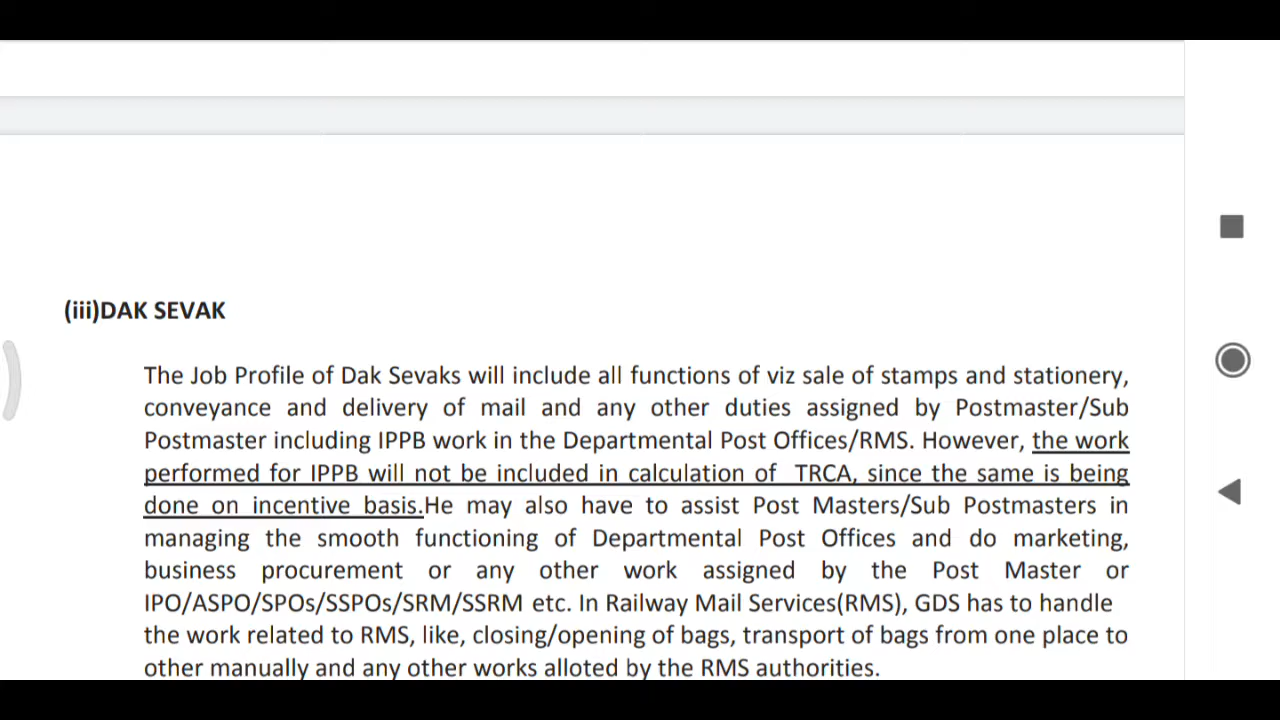 (iii)DAK SEVAK
The Job Profile of Dak Sevaks will include all functions of viz sale of stamps and stationery,
conveyance and delivery of mail and any other duties assigned by Postmaster/Sub
Postmaster including IPPB work in the Departmental Post Offices/RMS. However, the work
performed for IPPB will not be included in calculation of TRCA, since the same is being
done on incentive basis.He may also have to assist Post Masters/Sub Postmasters in
managing the smooth functioning of Departmental Post Offices and do marketing,
business procurement or any other work assigned by the Post Master or
IPO/ASPO/SPOs/SSPOs/SRM/SSRM etc. In Railway Mail Services(RMS), GDS has to handle
the work related to RMS, like, closing/opening of bags, transport of bags from one place to
other manually and any other works alloted by the RMS authorities.